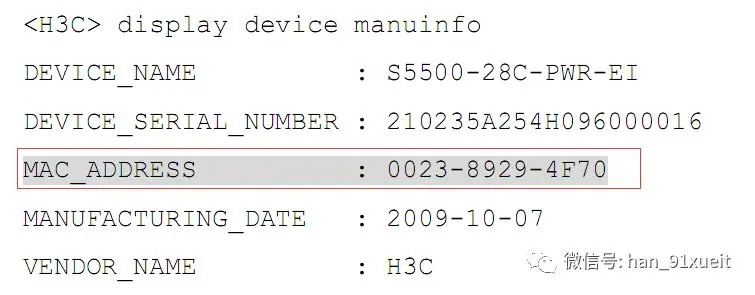 <H3C> display device manuinfo
DEVICE_NAME : S5500-28C-PWR-EI
DEVICE_SERIAL_NUMBER : 210235A254H096000016
MAC_ADDRESS : 0023-8929-4F70
MANUFACTURING_DATE : 2009-10-07
VENDOR_NAME : H3C
微信号: han_91xueit